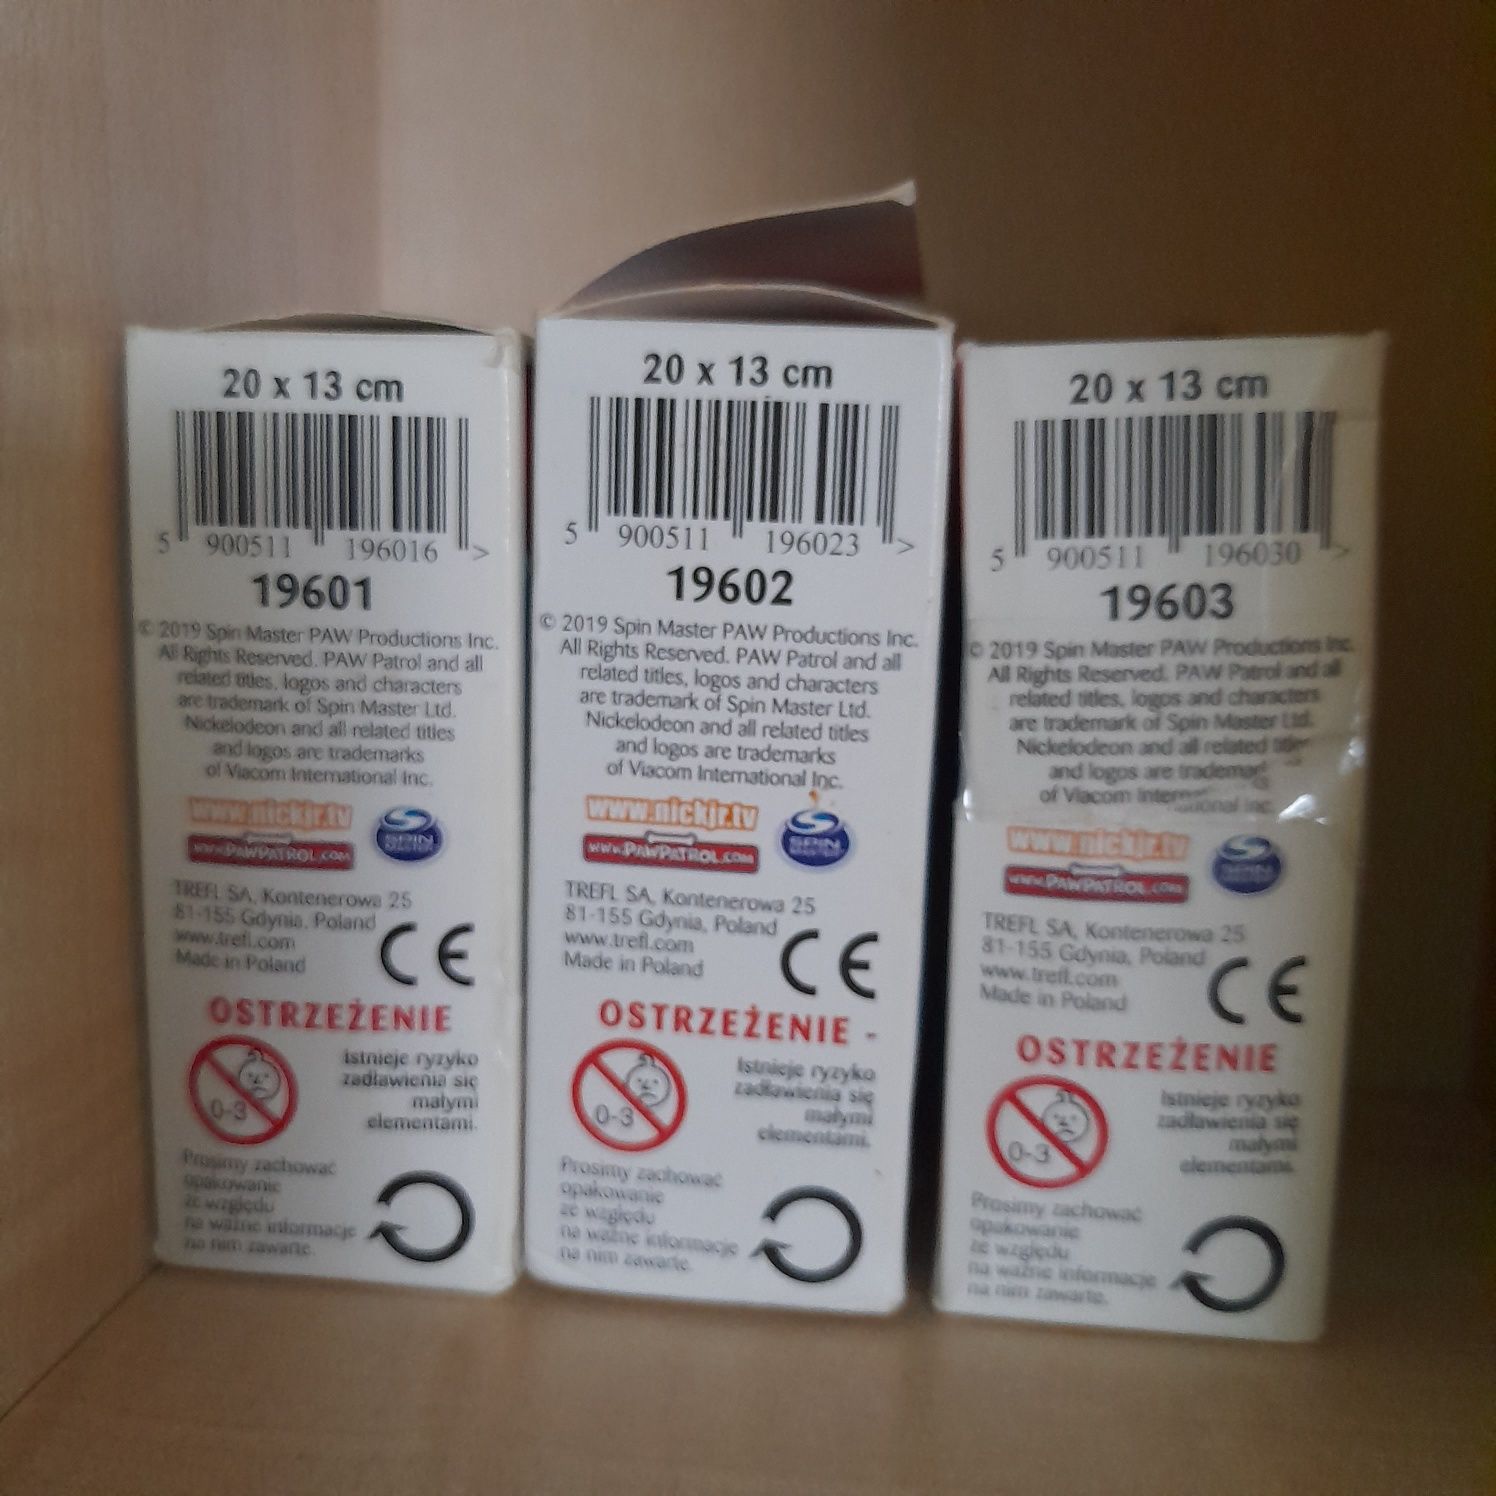 20 x 13 cm
5 900511 196016 >
19601
© 2019 Spin Master PAW Productions Inc.
All Rights Reserved. PAW Patrol and all
related titles, logos and characters
are trademark of Spin Master Ltd.
Nickelodeon and all related titles
and logos are trademarks
of Viacom International Inc.
www.nickjr.tv
www.PAWPATROL.com
SPIN MASTER
TREFL SA, Kontenerowa 25
81-155 Gdynia, Poland
www.trefl.com
Made in Poland
CE
OSTRZEŻENIE
0-3
Istnieje ryzyko
zadławienia się
małymi
elementami.
Prosimy zachować
opakowanie
ze względu
na ważne informacje
na nim zawarte.
20 x 13 cm
5 900511 196023 >
19602
© 2019 Spin Master PAW Productions Inc.
All Rights Reserved. PAW Patrol and all
related titles, logos and characters
are trademark of Spin Master Ltd.
Nickelodeon and all related titles
and logos are trademarks
of Viacom International Inc.
www.nickjr.tv
www.PAWPATROL.com
SPIN MASTER
TREFL SA, Kontenerowa 25
81-155 Gdynia, Poland
www.trefl.com
Made in Poland
CE
OSTRZEŻENIE -
0-3
Istnieje ryzyko
zadławienia się
małymi
elementami.
Prosimy zachować
opakowanie
ze względu
na ważne informacje
na nim zawarte.
20 x 13 cm
5 900511 196030 >
19603
© 2019 Spin Master PAW Productions Inc.
All Rights Reserved. PAW Patrol and all
related titles, logos and characters
are trademark of Spin Master Ltd.
Nickelodeon and all related
and logos are
of Viacom Inc.
www.nickjr.tv
www.PAWPATROL.com
SPIN MASTER
TREFL SA, Kontenerowa 25
81-155 Gdynia, Poland
www.trefl.com
Made in Poland
CE
OSTRZEŻENIE
0-3
Istnieje ryzyko
zadławienia się
małymi
elementami.
Prosimy zachować
opakowanie
ze względu
na ważne informacje
na nim zawarte.